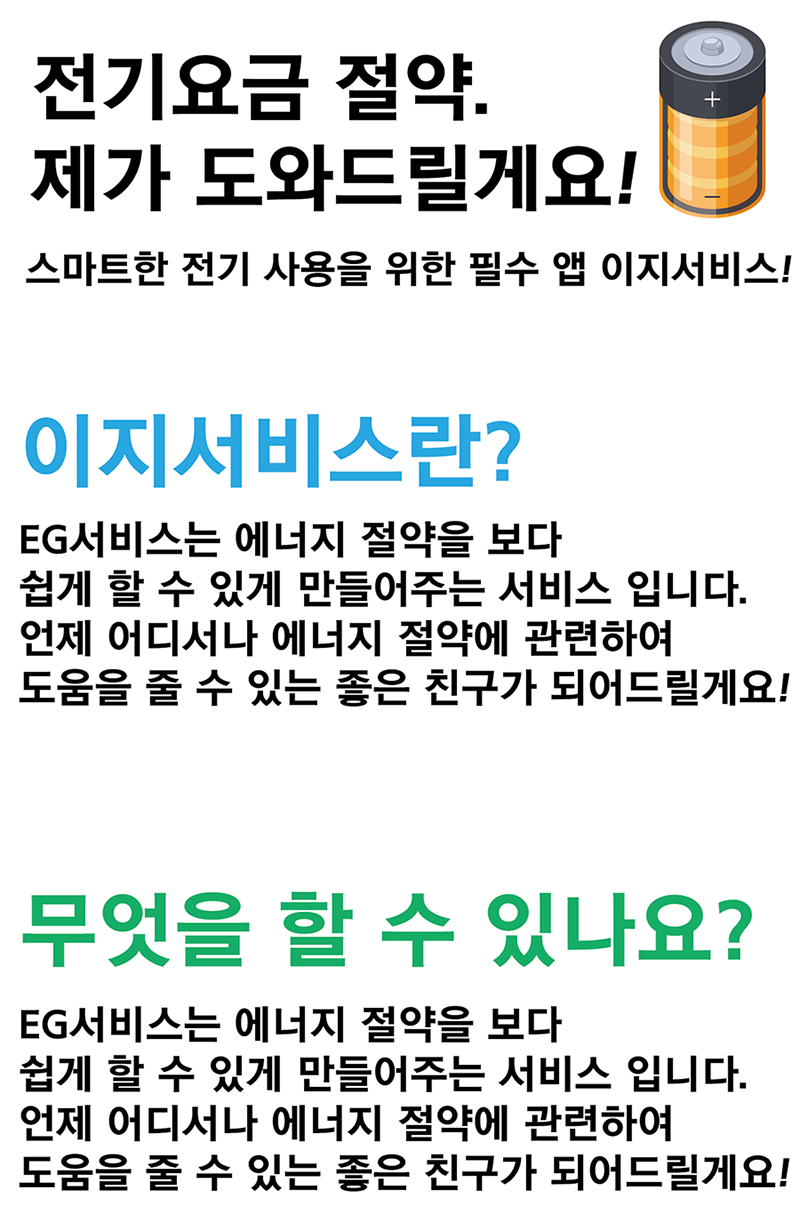 전기요금 절약.
제가 도와드릴게요!
스마트한 전기 사용을 위한 필수 앱 이지서비스!
이지서비스란?
EG서비스는 에너지 절약을 보다
쉽게 할 수 있게 만들어주는 서비스 입니다.
언제 어디서나 에너지 절약에 관련하여
도움을 줄 수 있는 좋은 친구가 되어드릴게요!
무엇을 할 수 있나요?
EG서비스는 에너지 절약을 보다
쉽게 할 수 있게 만들어주는 서비스 입니다.
언제 어디서나 에너지 절약에 관련하여
도움을 줄 수 있는 좋은 친구가 되어드릴게요!